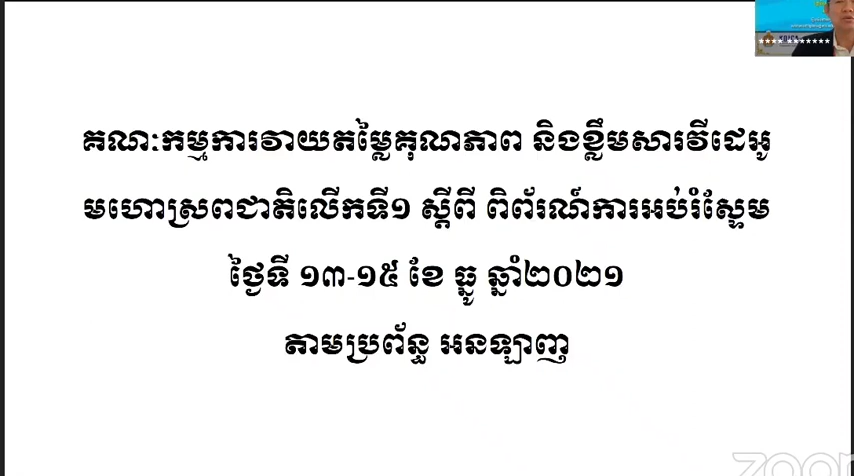 គណៈកម្មការវាយតម្លៃគុណភាព និងខ្លឹមសារវីដេអូ
មហោស្រពជាតិលើកទី១ ស្តីពី ពិព័រណ៍ការអប់រំស្ទែម
ថ្ងៃទី ១៣-១៥ ខែ ធ្នូ ឆ្នាំ២០២១
តាមប្រព័ន្ធ អនឡាញ
zoom